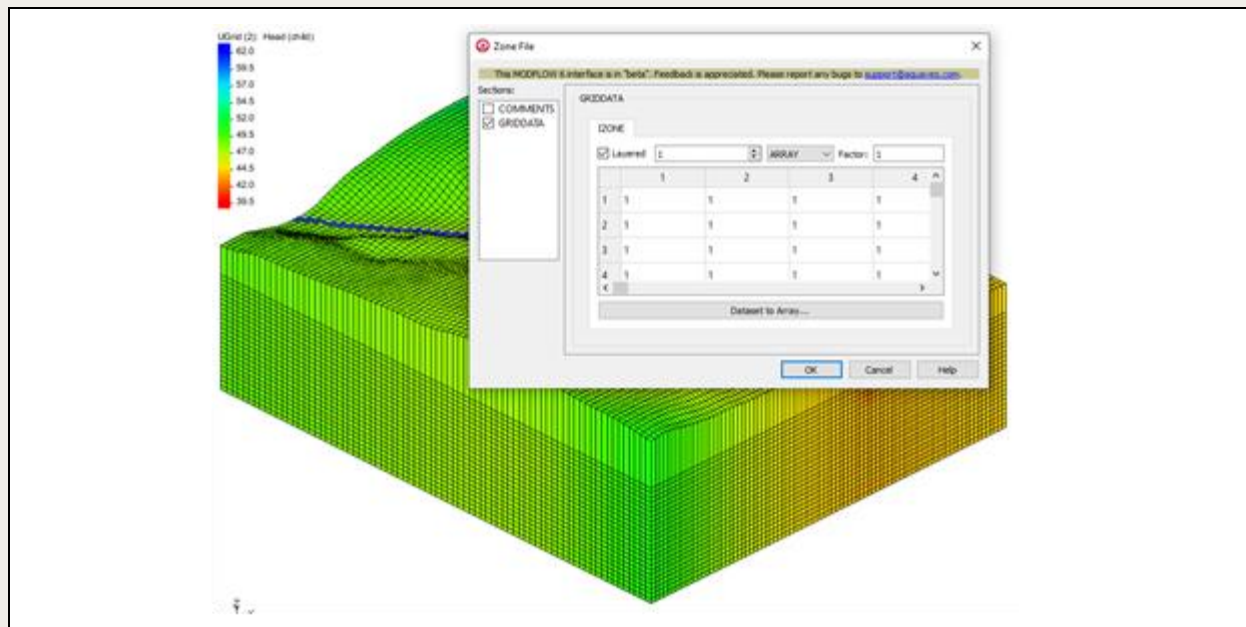 UGrid (2) Head (child)
62.0
59.5
57.0
54.5
52.0
49.5
47.0
44.5
42.0
39.5
Zone File
This MODFLOW 6 interface is in "beta". Feedback is appreciated. Please report any bugs to support@aquaveo.com.
Sections:
COMMENTS
GRIDDATA
GRIDDATA
IZONE
Layered 1 ARRAY Factor: 1
1 2 3 4
1 1 1 1 1
2 1 1 1 1
3 1 1 1 1
4 1 1 1 1
Dataset to Array...
OK Cancel Help
Z
Y